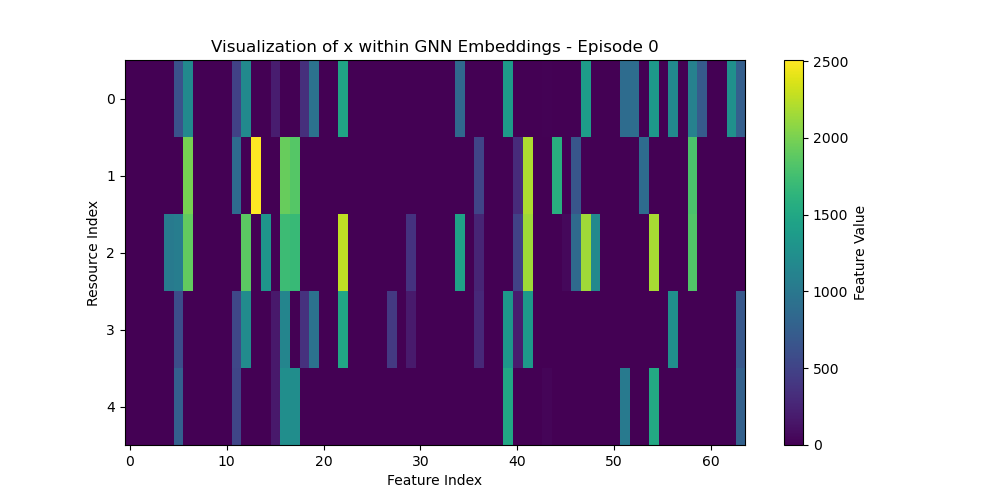 Visualization of x within GNN Embeddings - Episode 0
Resource Index
0
1
2
3
4
0 10 20 30 40 50 60
Feature Index
2500
2000
1500
1000
500
0
Feature Value